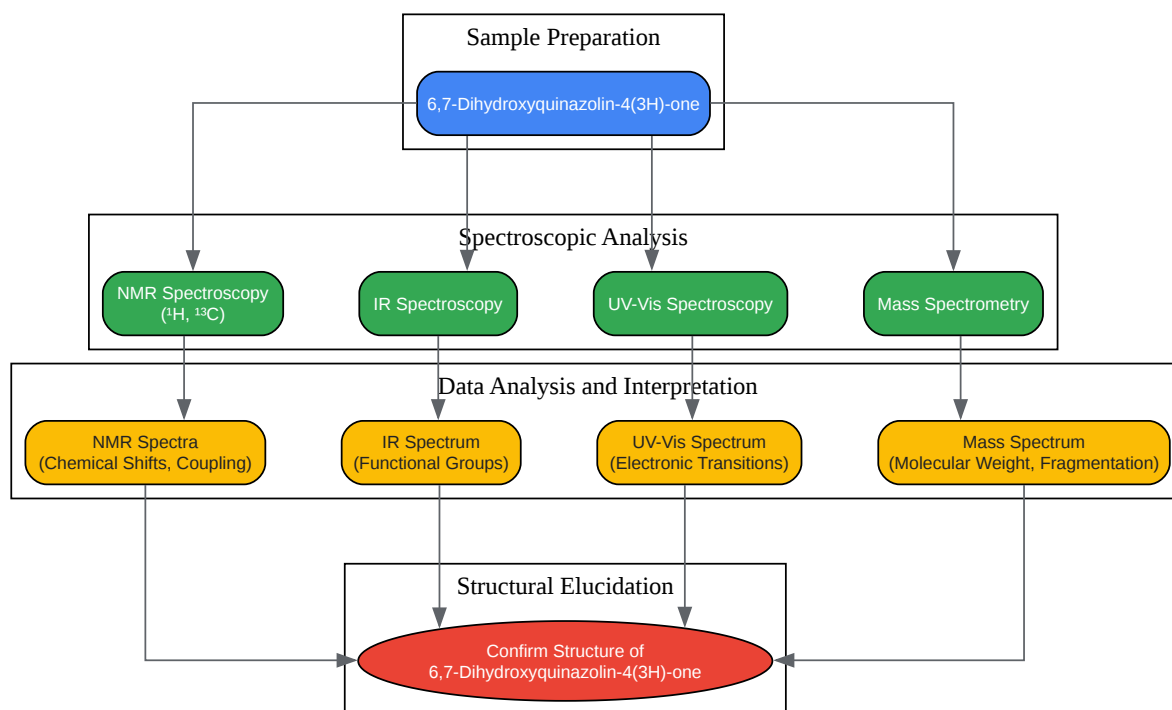 Sample Preparation
6,7-Dihydroxyquinazolin-4(3H)-one
Spectroscopic Analysis
NMR Spectroscopy
(¹H, ¹³C)
IR Spectroscopy
UV-Vis Spectroscopy
Mass Spectrometry
Data Analysis and Interpretation
NMR Spectra
(Chemical Shifts, Coupling)
IR Spectrum
(Functional Groups)
UV-Vis Spectrum
(Electronic Transitions)
Mass Spectrum
(Molecular Weight, Fragmentation)
Structural Elucidation
Confirm Structure of
6,7-Dihydroxyquinazolin-4(3H)-one